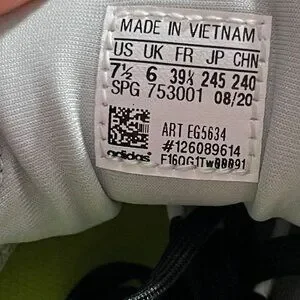 MADE IN VIETNAM
US UK FR JP CHN
7½ 6 39⅓ 245 240
SPG 753001 08/20
ART EG5634
#126089614
adidas